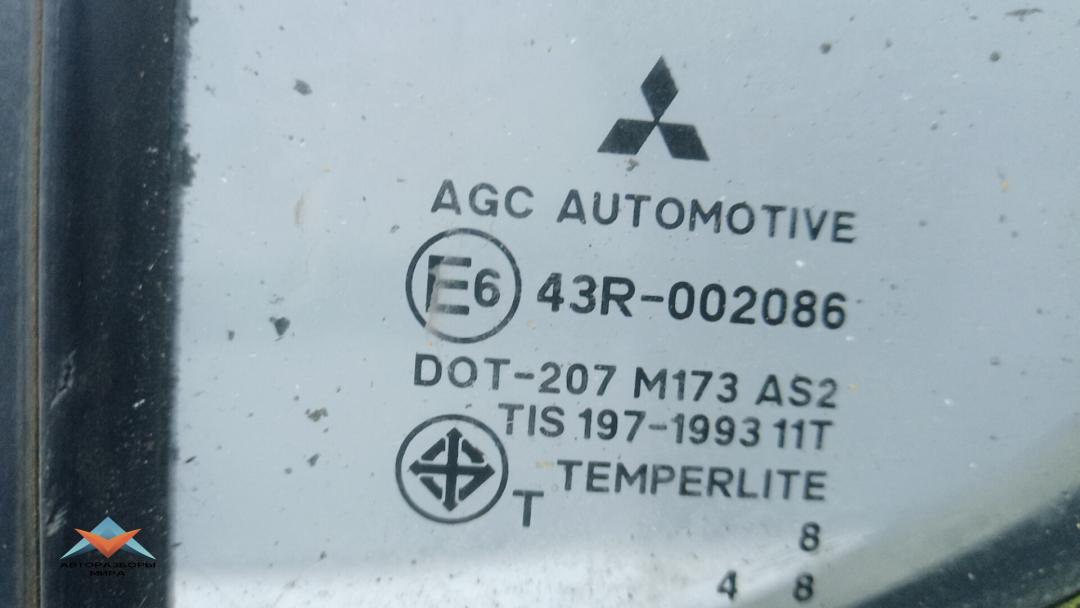 AGC AUTOMOTIVE
E6 43R-002086
DOT-207 M173 AS2
TIS 197-1993 11T
T TEMPERLITE
8
4 8
АВТОРАЗБОРЫ
МИРА